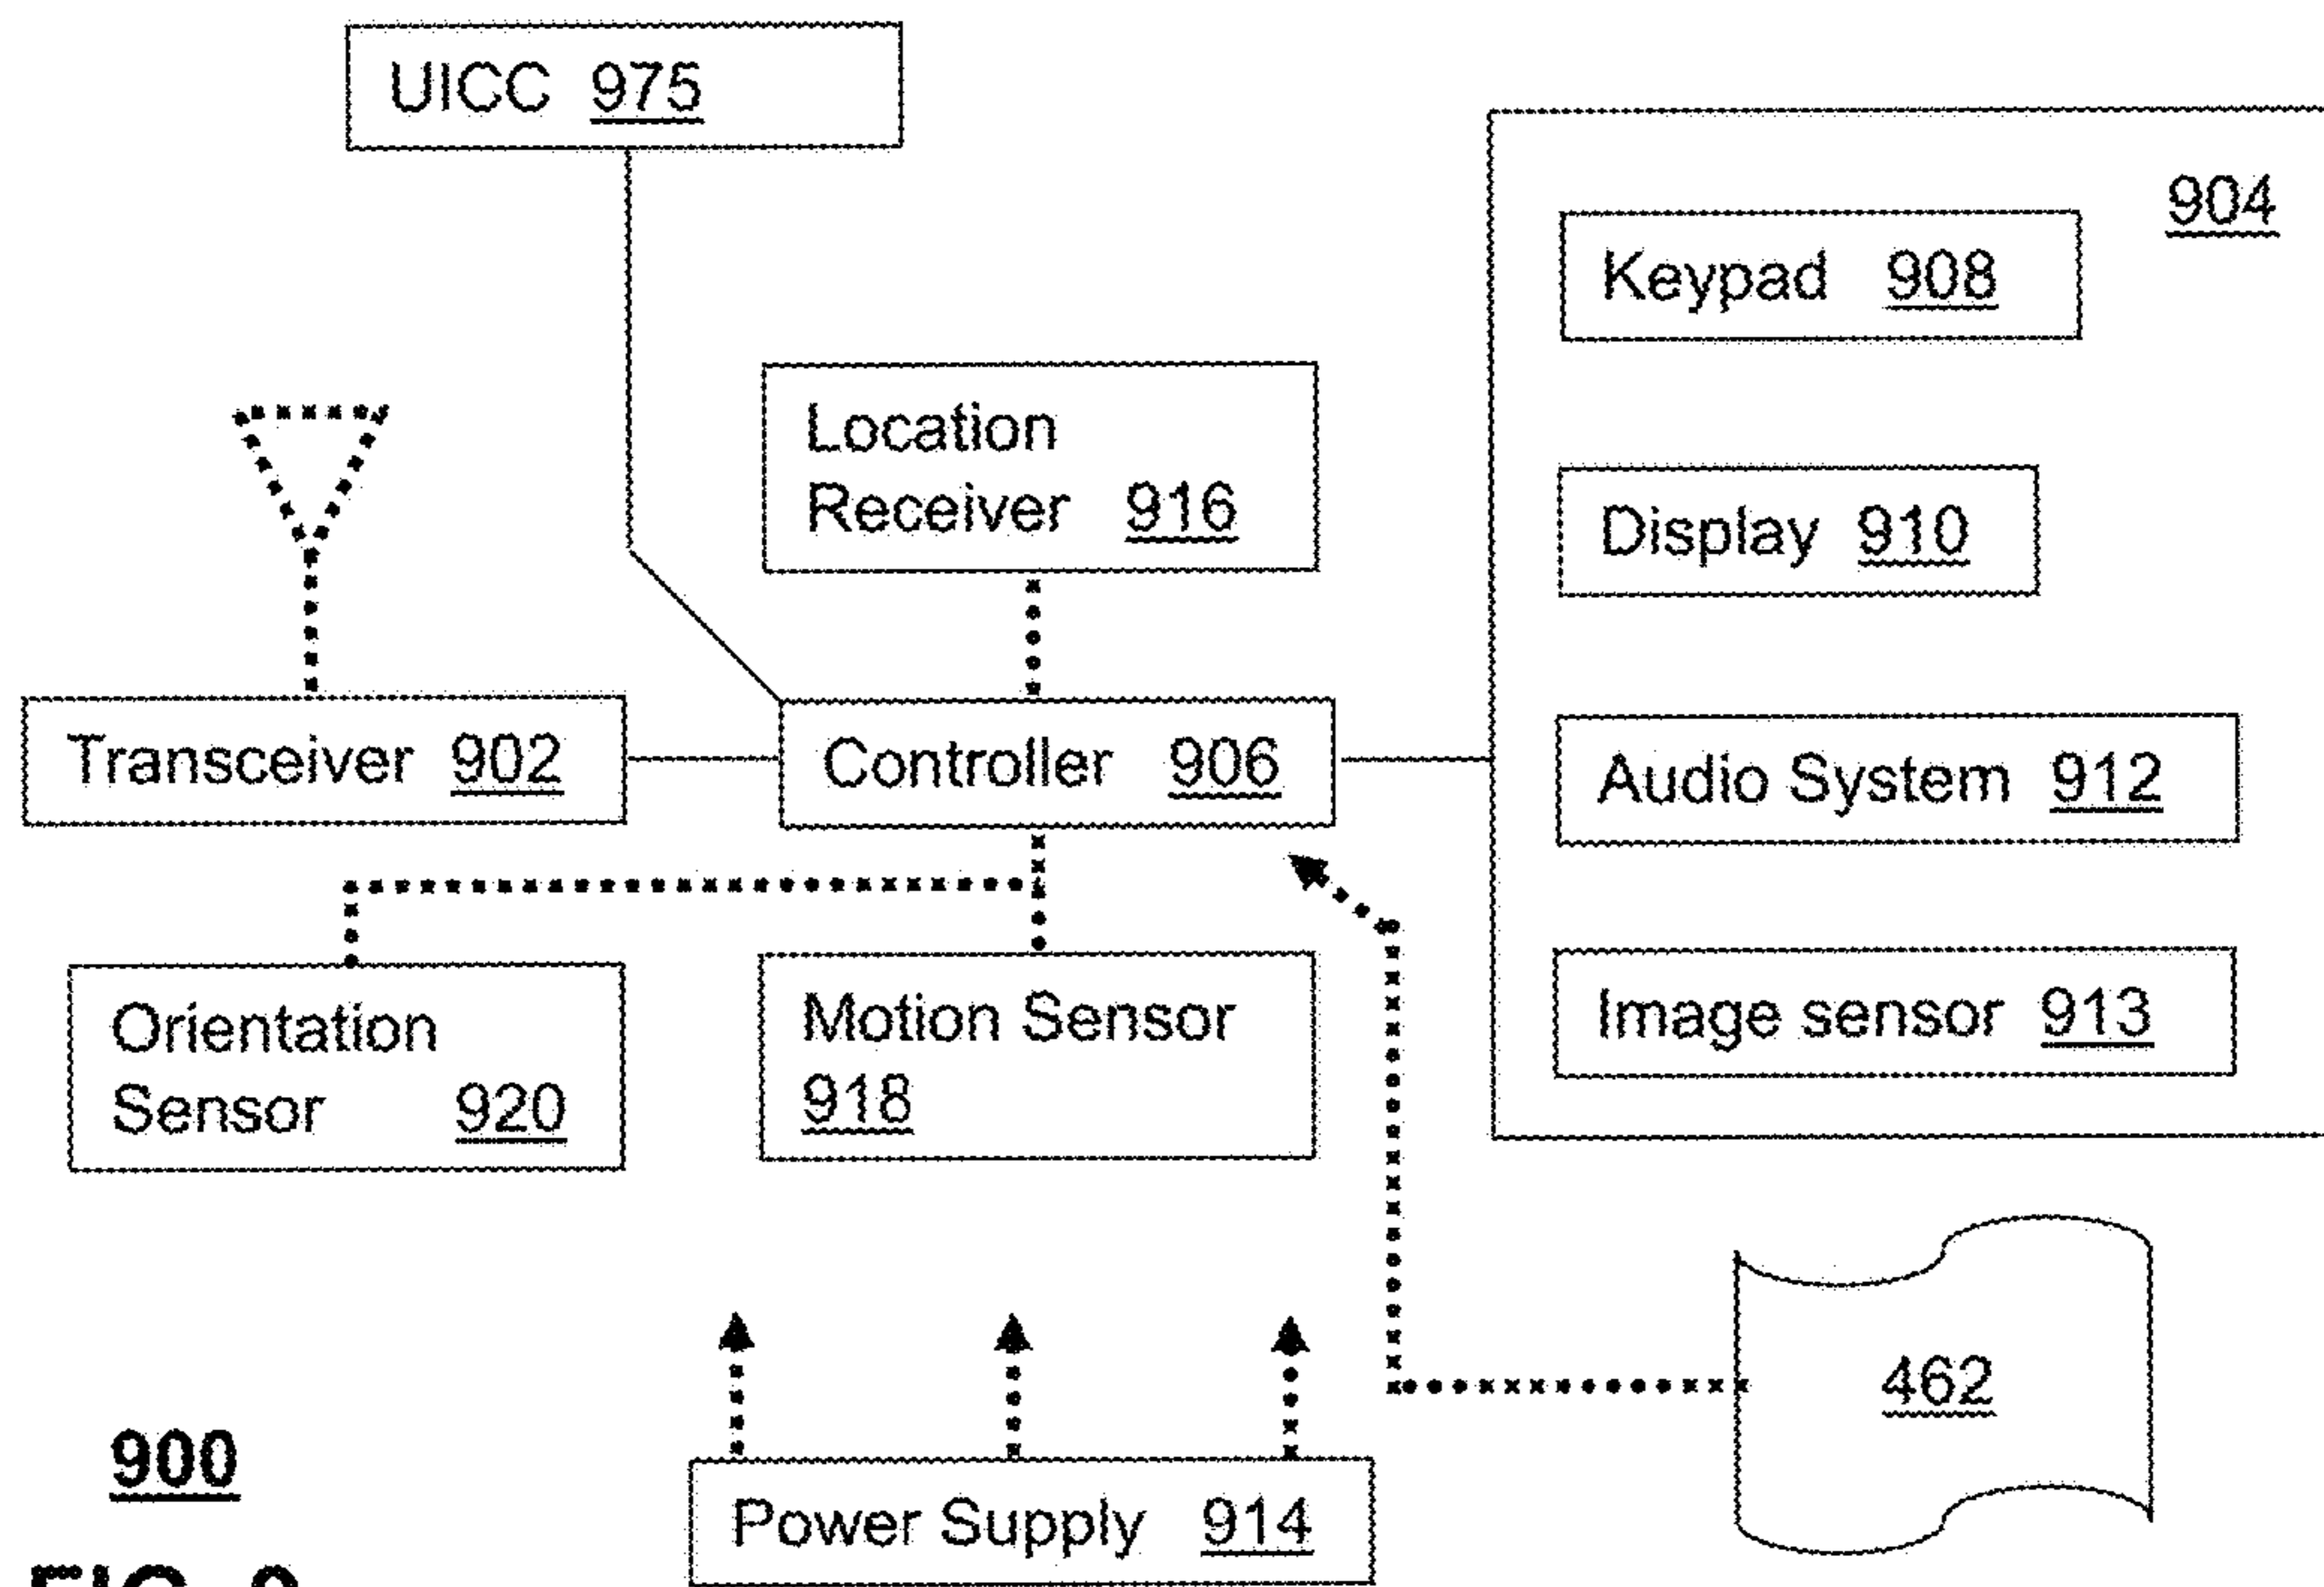 UICC 975
904
Keypad 908
Location
Receiver 916
Display 910
Transceiver 902
Controller 906
Audio System 912
Orientation
Sensor 920
Motion Sensor
918
Image sensor 913
462
900
Power Supply 914